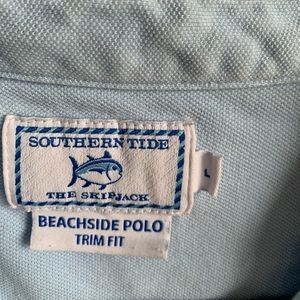 SOUTHERN TIDE
THE SKIPJACK
L
BEACHSIDE POLO
TRIM FIT